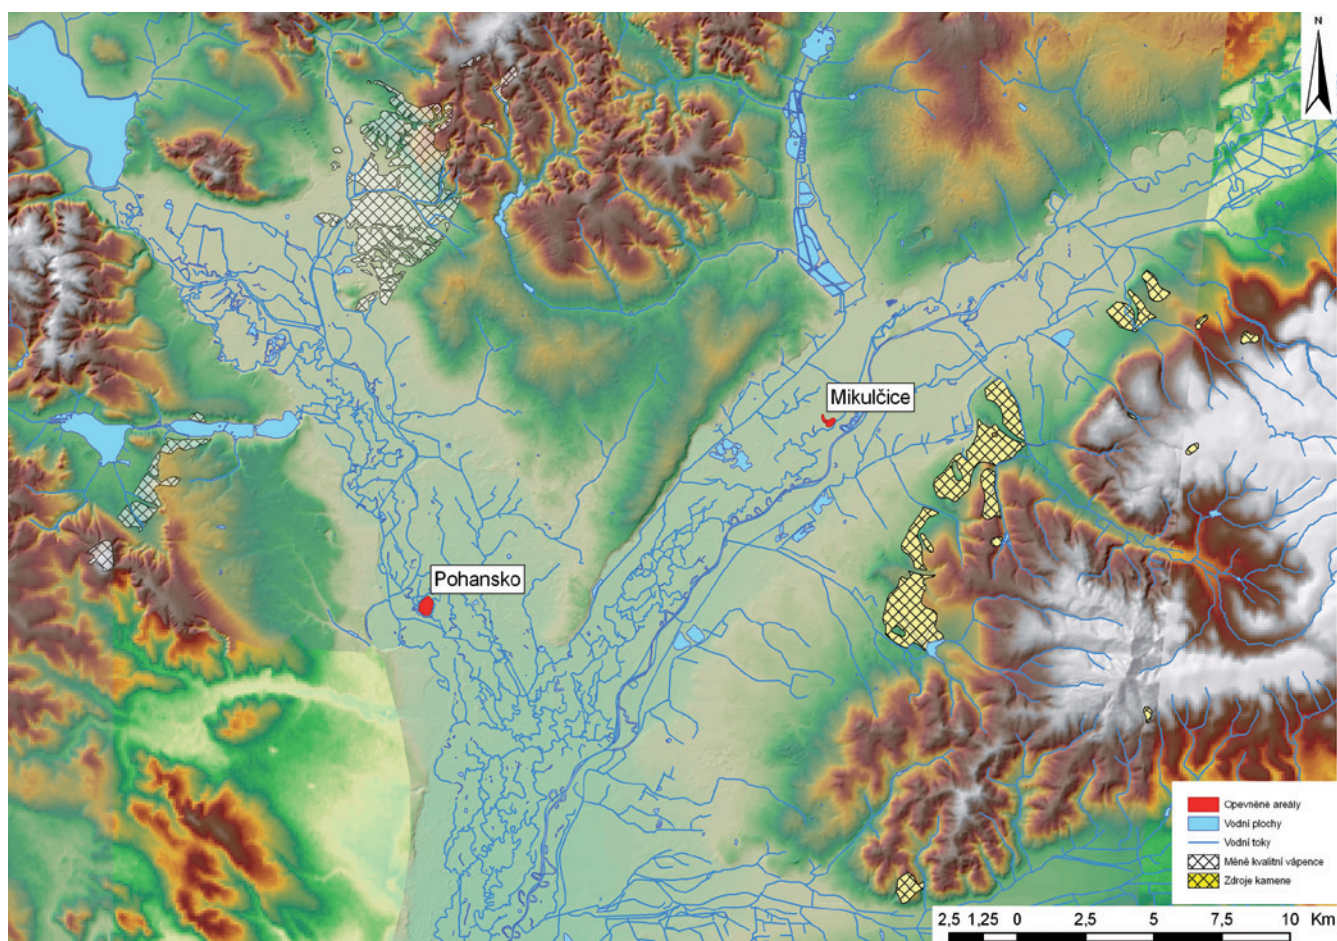 N
Mikulčice
Pohansko
Opevněné areály
Vodní plochy
Vodní toky
Méně kvalitní vápence
Zdroje kamene
2,5 1,25 0 2,5 5 7,5 10 Km